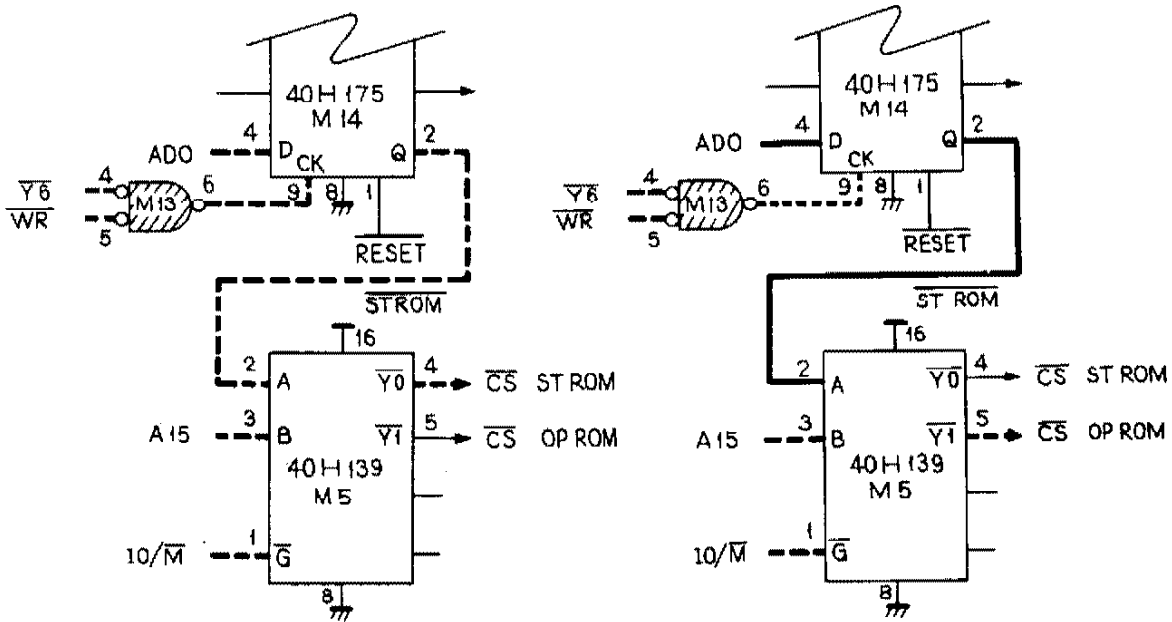 40H175
M14
4
AD0
D
Q
2
CK
Y6
4
M13
6
9
8
1
WR
5
RESET
STROM
16
2
A
Y0
4
CS ST ROM
A15
3
B
Y1
5
CS OP ROM
40H139
M5
10/M
1
G
8
40H175
M14
4
AD0
D
Q
2
CK
Y6
4
M13
6
9
8
1
WR
5
RESET
ST ROM
16
2
A
Y0
4
CS ST ROM
A15
3
B
Y1
5
CS OP ROM
40H139
M5
10/M
1
G
8